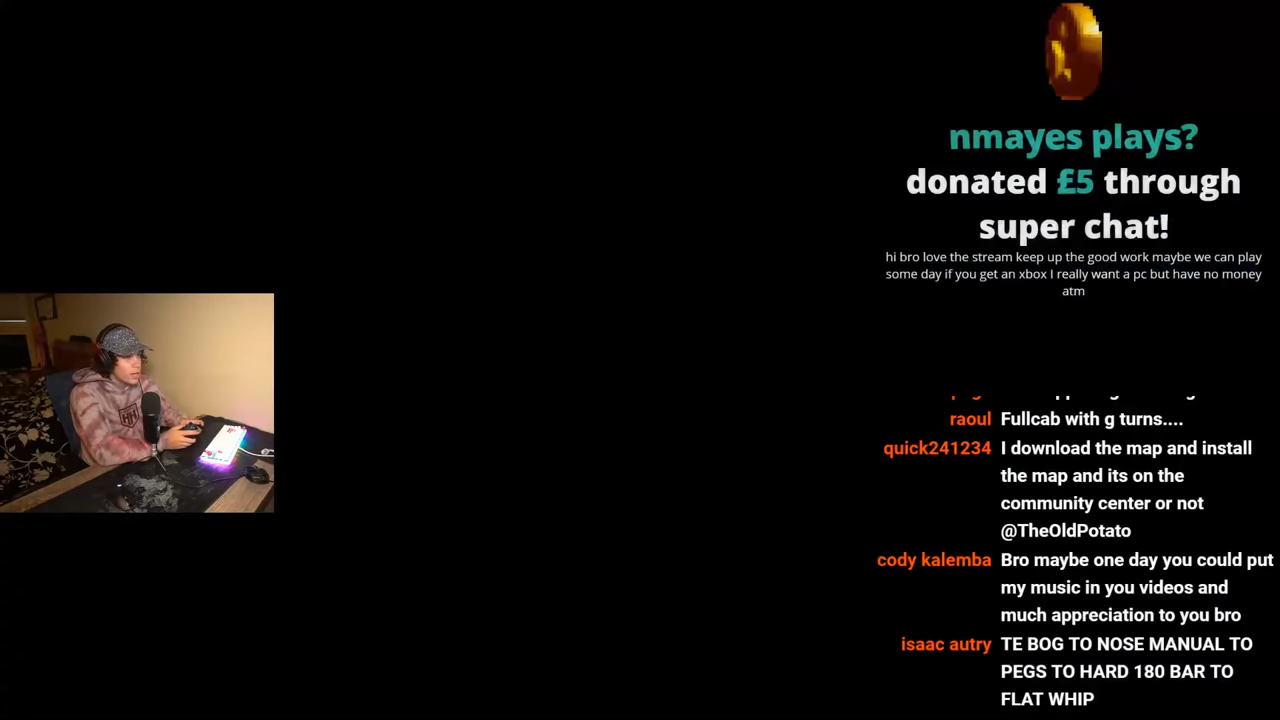 nmayes plays?
donated £5 through
super chat!
hi bro love the stream keep up the good work maybe we can play
some day if you get an xbox I really want a pc but have no money
atm
raoul Fullcab with g turns....
quick241234 I download the map and install
the map and its on the
community center or not
@TheOldPotato
cody kalemba Bro maybe one day you could put
my music in you videos and
much appreciation to you bro
isaac autry TE BOG TO NOSE MANUAL TO
PEGS TO HARD 180 BAR TO
FLAT WHIP